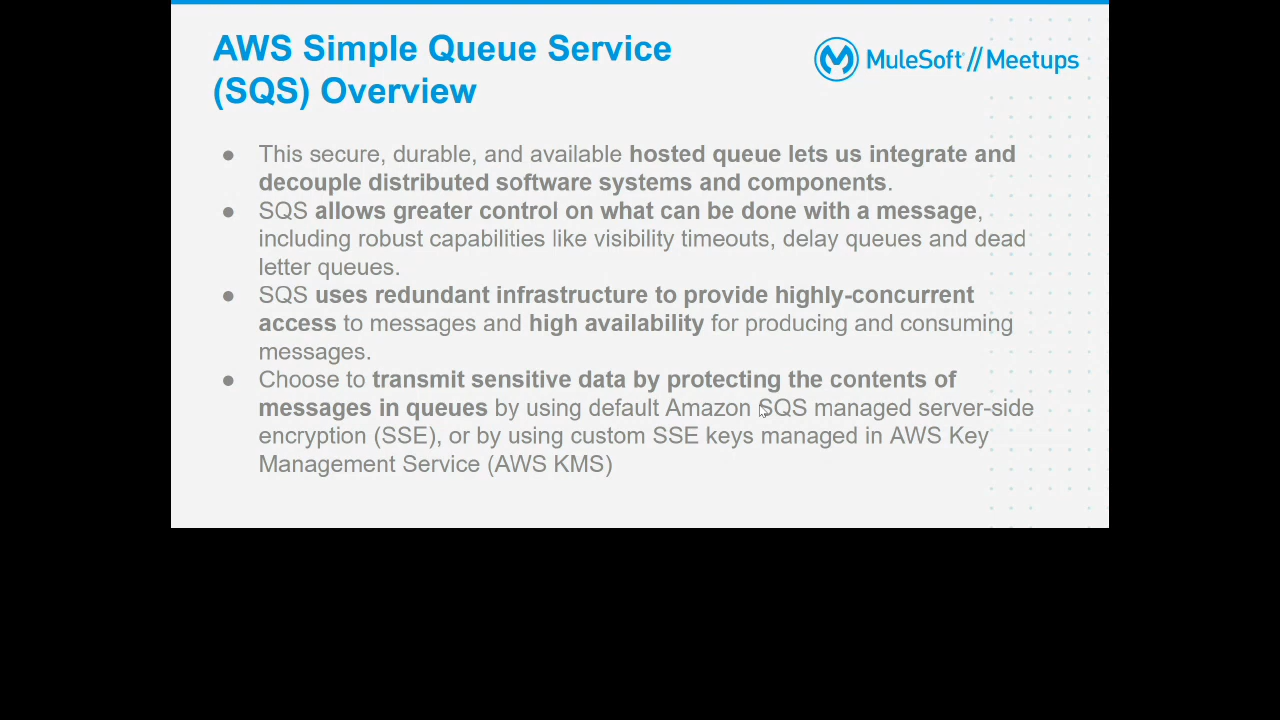 AWS Simple Queue Service
(SQS) Overview
MuleSoft // Meetups
● This secure, durable, and available hosted queue lets us integrate and
decouple distributed software systems and components.
● SQS allows greater control on what can be done with a message,
including robust capabilities like visibility timeouts, delay queues and dead
letter queues.
● SQS uses redundant infrastructure to provide highly-concurrent
access to messages and high availability for producing and consuming
messages.
● Choose to transmit sensitive data by protecting the contents of
messages in queues by using default Amazon SQS managed server-side
encryption (SSE), or by using custom SSE keys managed in AWS Key
Management Service (AWS KMS)